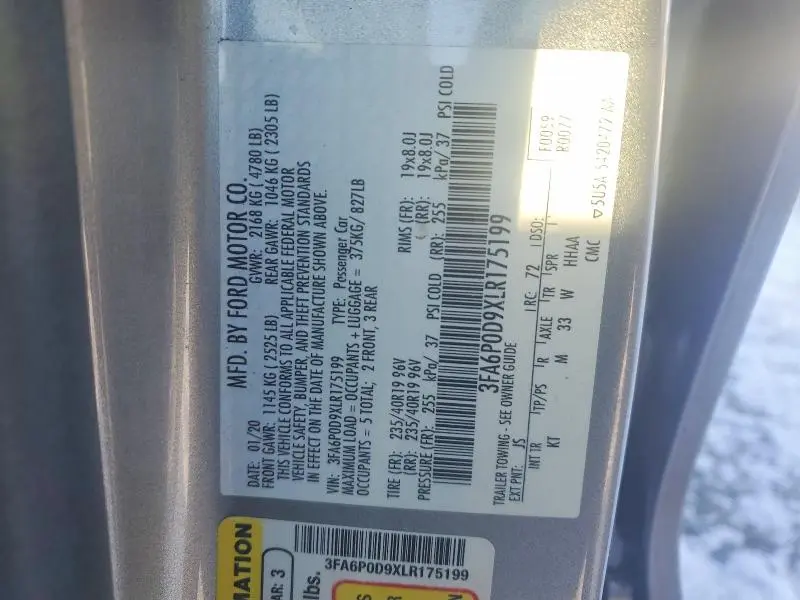 MFD. BY FORD MOTOR CO.
DATE: 01/20 GVWR: 2168 KG ( 4780 LB)
FRONT GAWR: 1145 KG ( 2525 LB) REAR GAWR: 1046 KG ( 2305 LB)
THIS VEHICLE CONFORMS TO ALL APPLICABLE FEDERAL MOTOR
VEHICLE SAFETY, BUMPER, AND THEFT PREVENTION STANDARDS
IN EFFECT ON THE DATE OF MANUFACTURE SHOWN ABOVE.
VIN: 3FA6P0D9XLR175199 TYPE: Passenger Car
MAXIMUM LOAD = OCCUPANTS + LUGGAGE = 375KG/ 827LB
OCCUPANTS = 5 TOTAL; 2 FRONT, 3 REAR
TIRE (FR): 235/40R19 96V RIMS (FR): 19x8.0J
(RR): 235/40R19 96V (RR): 19x8.0J
PRESSURE (FR): 255 kPa/ 37 PSI COLD (RR): 255 kPa/ 37 PSI COLD
3FA6P0D9XLR175199
TRAILER TOWING - SEE OWNER GUIDE
EXT PNT: JS RC: 72 DSO: F0059
R0077
INT TR TP/PS R AXLE TR SPR
KT M 33 W HHAA
CMC
MATION
AR: 3
lbs.
3FA6P0D9XLR175199